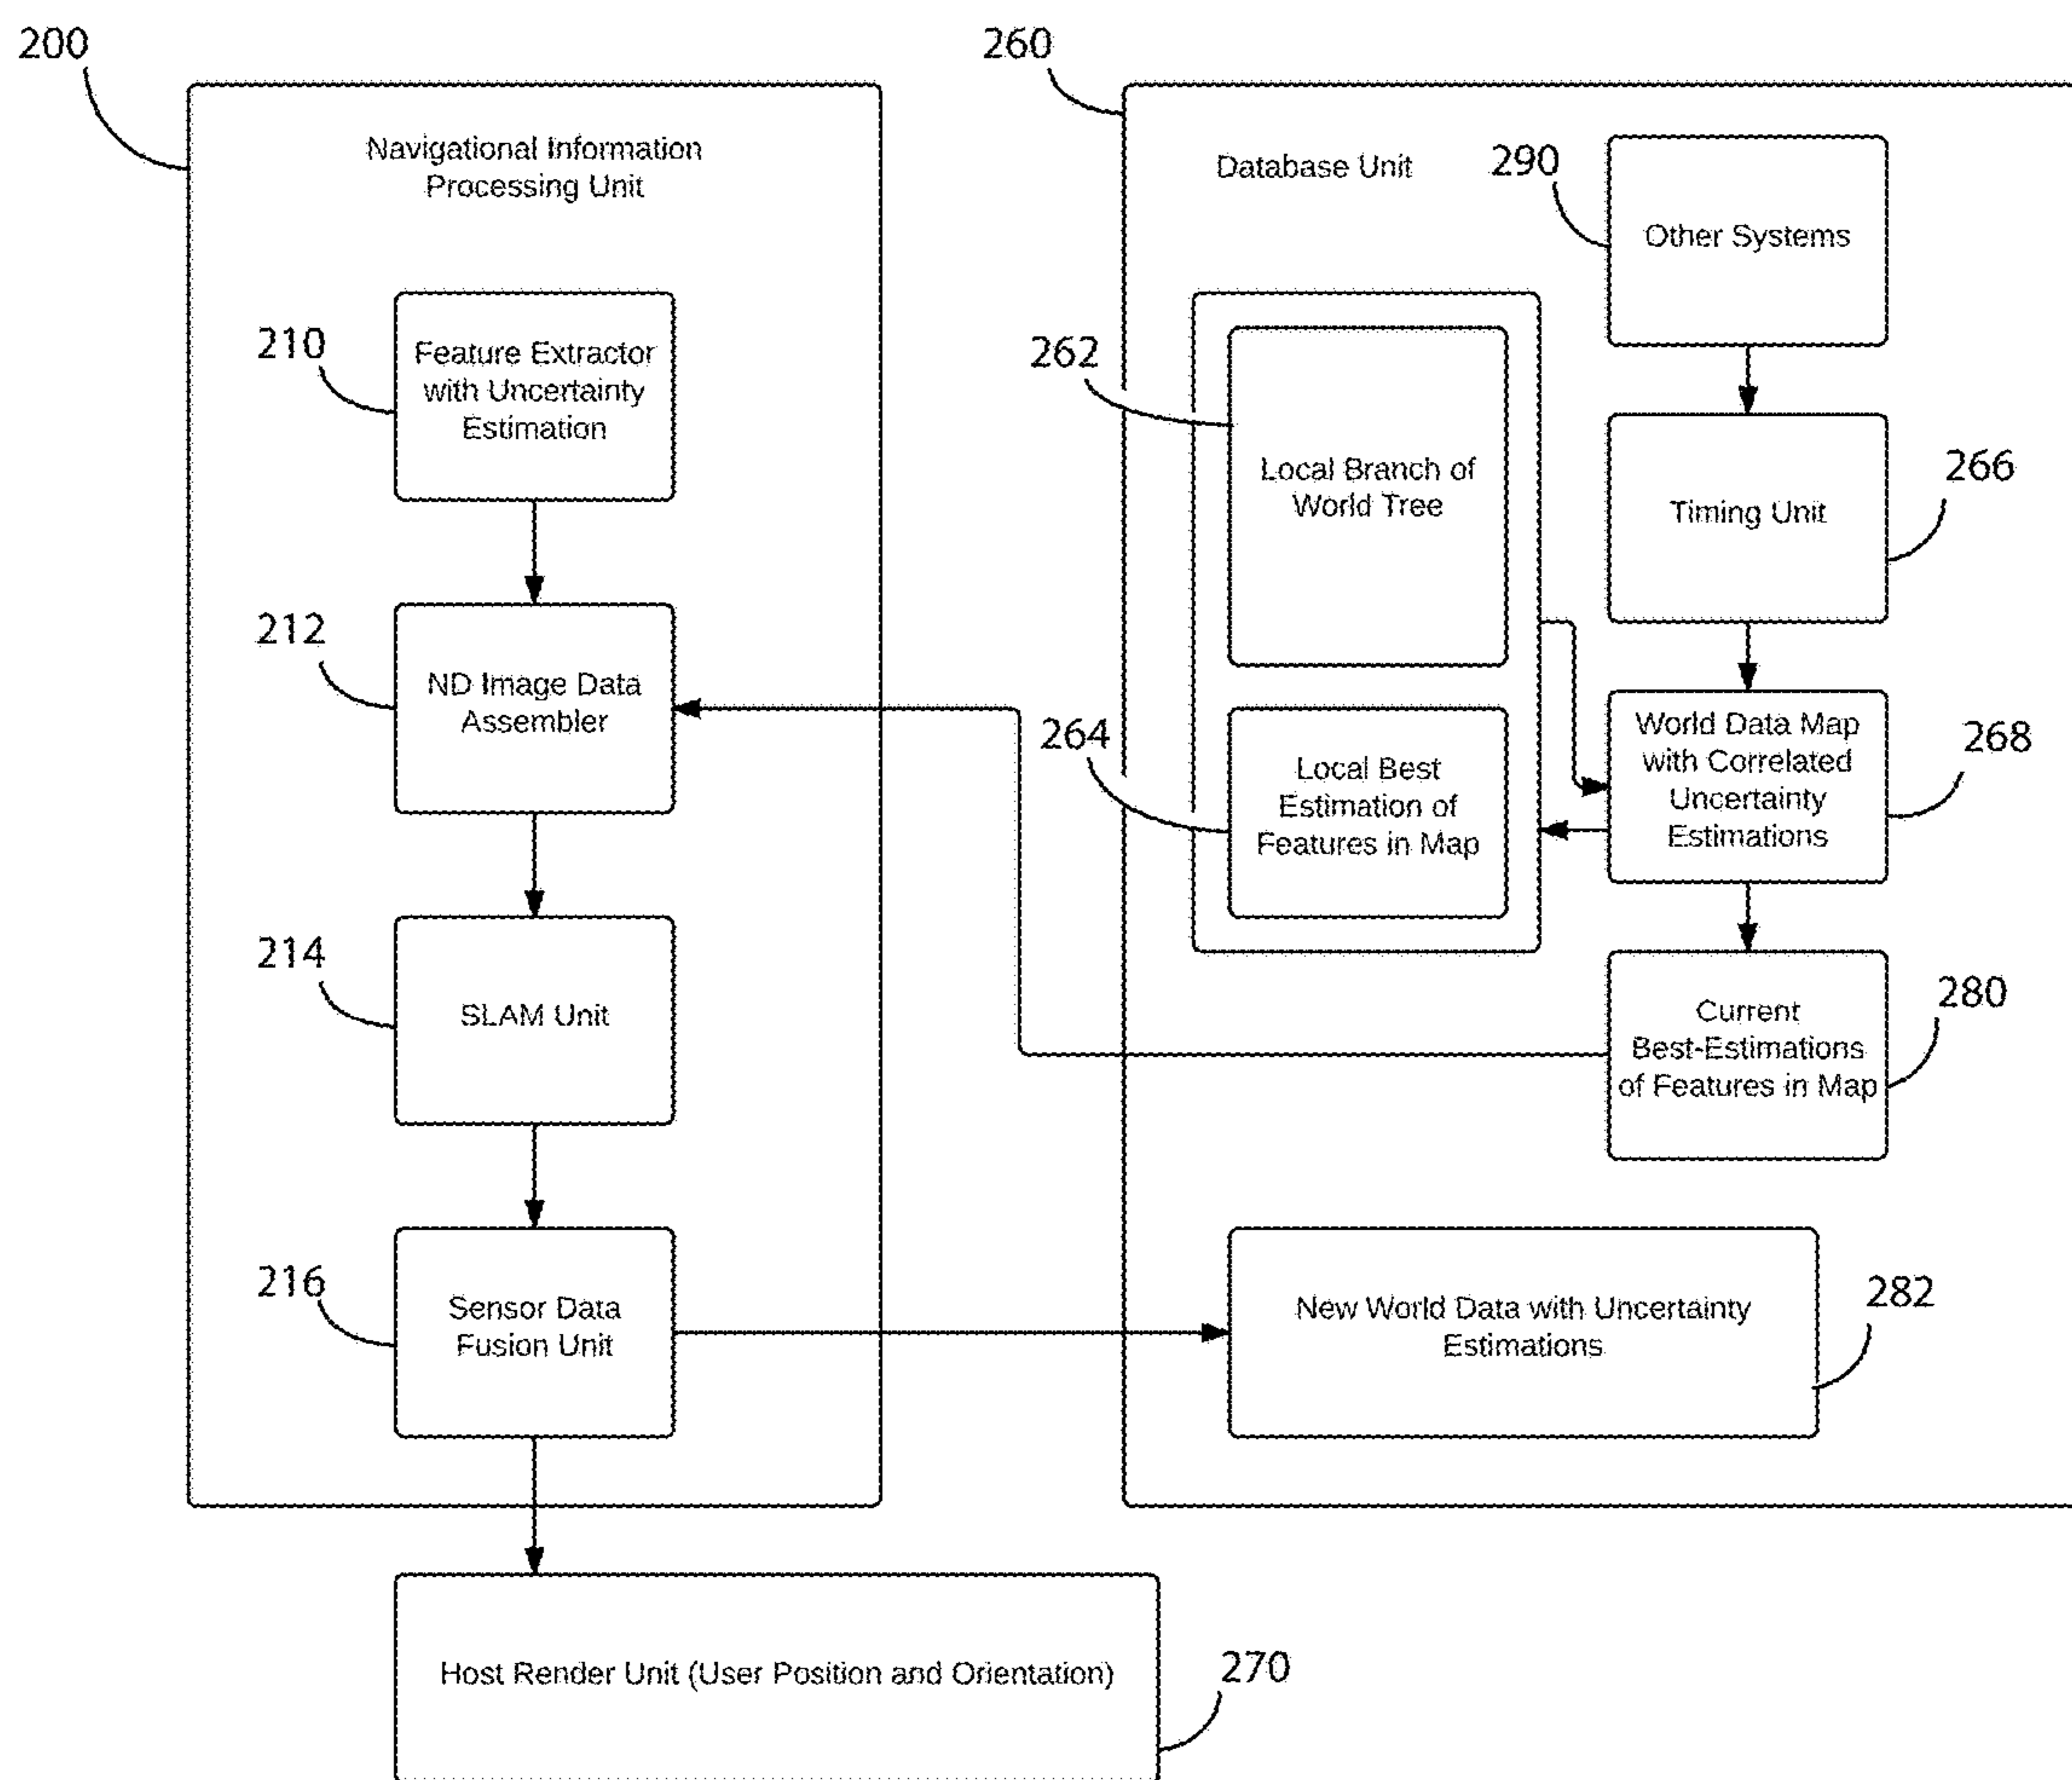 200
Navigational Information
Processing Unit
210
Feature Extractor
with Uncertainty
Estimation
212
ND Image Data
Assembler
214
SLAM Unit
216
Sensor Data
Fusion Unit
260
Database Unit
290
Other Systems
262
Local Branch of
World Tree
266
Timing Unit
264
Local Best
Estimation of
Features in Map
World Data Map
with Correlated
Uncertainty
Estimations
268
Current
Best-Estimations
of Features in Map
280
New World Data with Uncertainty
Estimations
282
Host Render Unit (User Position and Orientation)
270